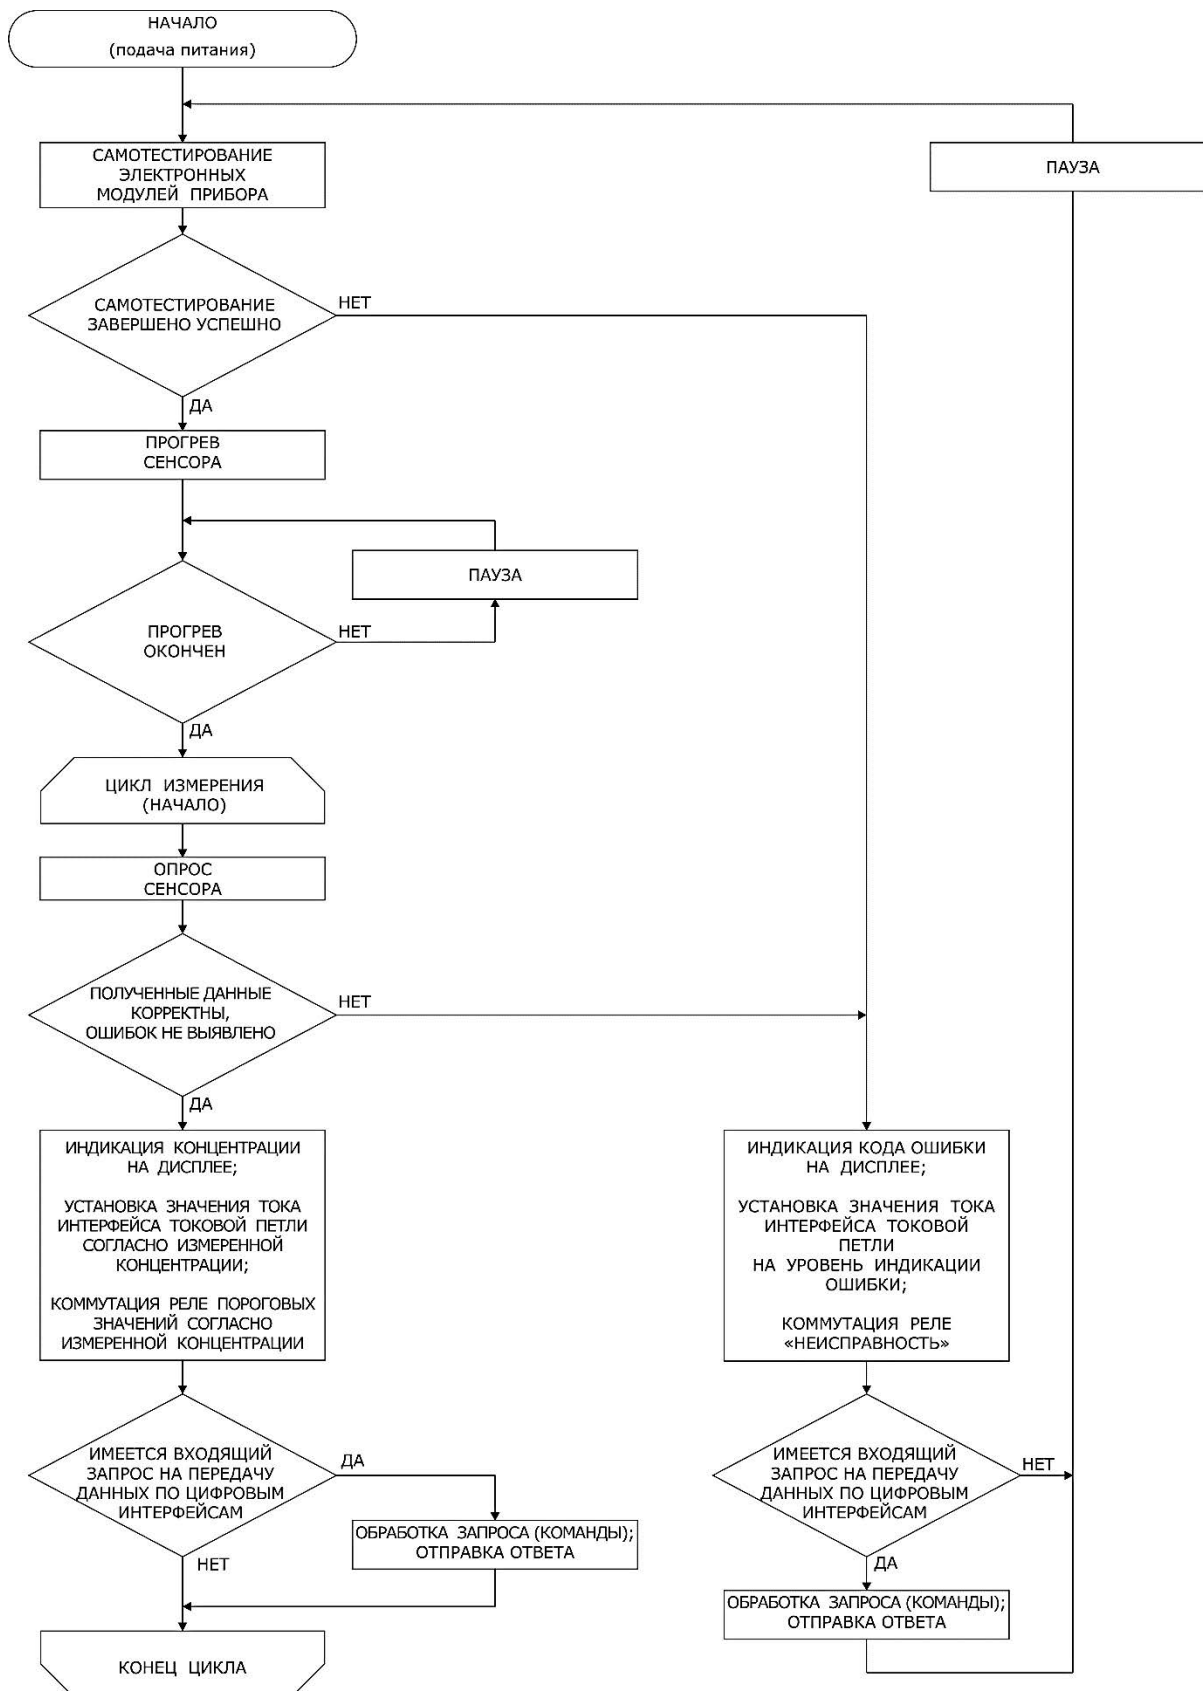 НАЧАЛО
(подача питания)
САМОТЕСТИРОВАНИЕ
ЭЛЕКТРОННЫХ
МОДУЛЕЙ ПРИБОРА
ПАУЗА
САМОТЕСТИРОВАНИЕ
ЗАВЕРШЕНО УСПЕШНО
НЕТ
ДА
ПРОГРЕВ
СЕНСОРА
ПАУЗА
ПРОГРЕВ
ОКОНЧЕН
НЕТ
ДА
ЦИКЛ ИЗМЕРЕНИЯ
(НАЧАЛО)
ОПРОС
СЕНСОРА
ПОЛУЧЕННЫЕ ДАННЫЕ
КОРРЕКТНЫ,
ОШИБОК НЕ ВЫЯВЛЕНО
НЕТ
ДА
ИНДИКАЦИЯ КОНЦЕНТРАЦИИ
НА ДИСПЛЕЕ;
УСТАНОВКА ЗНАЧЕНИЯ ТОКА
ИНТЕРФЕЙСА ТОКОВОЙ ПЕТЛИ
СОГЛАСНО ИЗМЕРЕННОЙ
КОНЦЕНТРАЦИИ;
КОММУТАЦИЯ РЕЛЕ ПОРОГОВЫХ
ЗНАЧЕНИЙ СОГЛАСНО
ИЗМЕРЕННОЙ КОНЦЕНТРАЦИИ
ИНДИКАЦИЯ КОДА ОШИБКИ
НА ДИСПЛЕЕ;
УСТАНОВКА ЗНАЧЕНИЯ ТОКА
ИНТЕРФЕЙСА ТОКОВОЙ
ПЕТЛИ
НА УРОВЕНЬ ИНДИКАЦИИ
ОШИБКИ;
КОММУТАЦИЯ РЕЛЕ
«НЕИСПРАВНОСТЬ»
ИМЕЕТСЯ ВХОДЯЩИЙ
ЗАПРОС НА ПЕРЕДАЧУ
ДАННЫХ ПО ЦИФРОВЫМ
ИНТЕРФЕЙСАМ
ДА
НЕТ
ОБРАБОТКА ЗАПРОСА (КОМАНДЫ);
ОТПРАВКА ОТВЕТА
ИМЕЕТСЯ ВХОДЯЩИЙ
ЗАПРОС НА ПЕРЕДАЧУ
ДАННЫХ ПО ЦИФРОВЫМ
ИНТЕРФЕЙСАМ
НЕТ
ДА
ОБРАБОТКА ЗАПРОСА (КОМАНДЫ);
ОТПРАВКА ОТВЕТА
КОНЕЦ ЦИКЛА